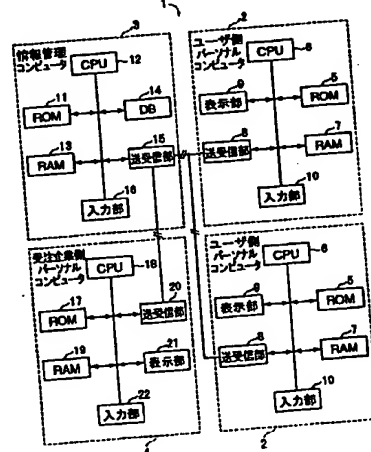 1
3
情報管理
コンピュータ
CPU
12
11
ROM
14
DB
13
RAM
15
送受信部
16
入力部
2
ユーザ側
パーソナル
コンピュータ
CPU
6
9
表示部
5
ROM
8
送受信部
7
RAM
10
入力部
受注企業側
パーソナル
コンピュータ
CPU
18
17
ROM
20
送受信部
19
RAM
21
表示部
22
入力部
4
ユーザ側
パーソナル
コンピュータ
CPU
6
9
表示部
5
ROM
8
送受信部
7
RAM
10
入力部
2